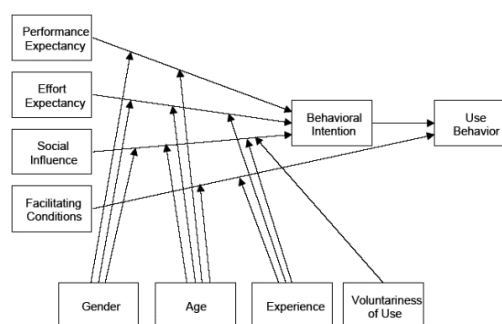 Performance
Expectancy
Effort
Expectancy
Social
Influence
Facilitating
Conditions
Behavioral
Intention
Use
Behavior
Gender
Age
Experience
Voluntariness
of Use